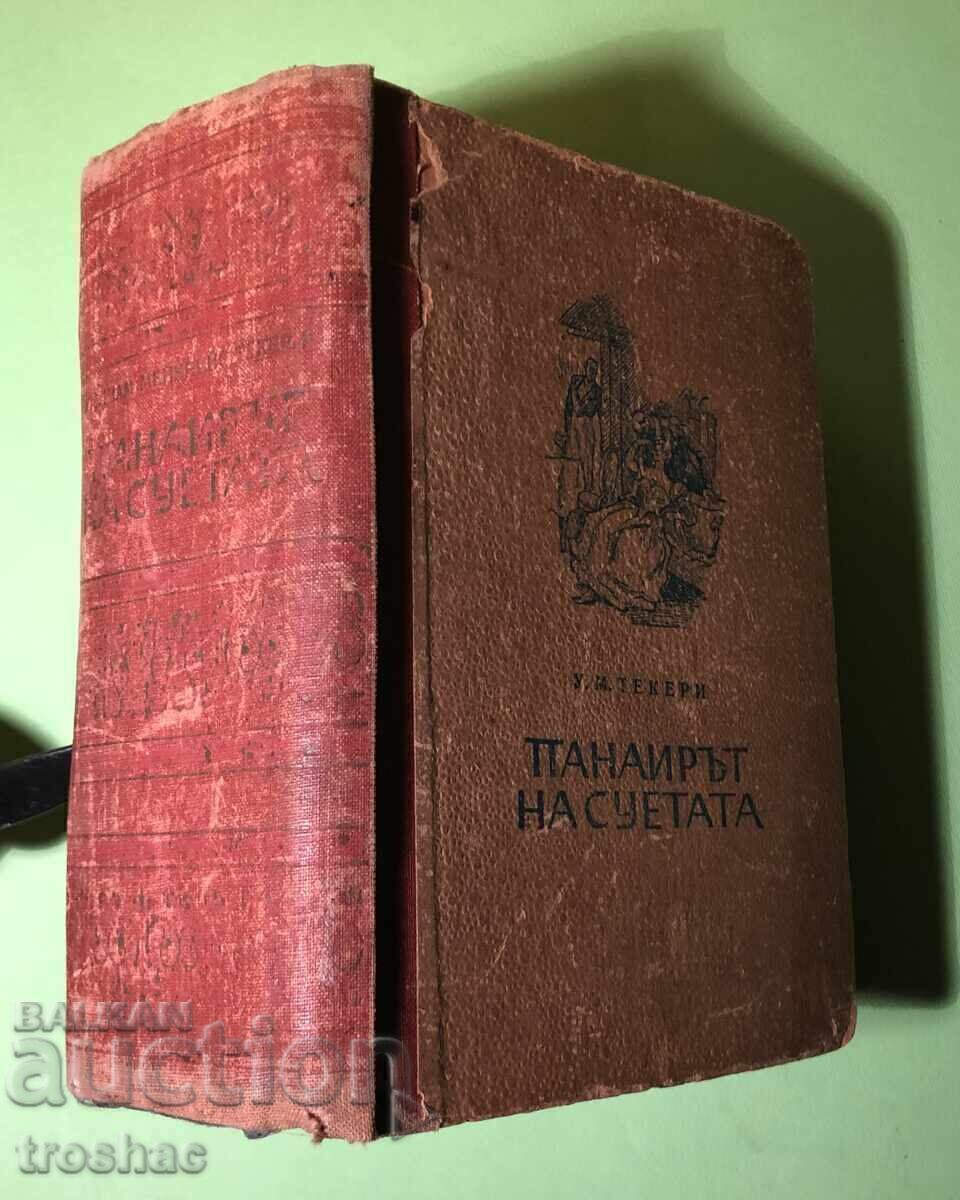 ПАНАИРЪТ
НА СУЕТАТА
У. М. ТЕКЕРИ
ПАНАИРЪТ
НА СУЕТАТА
BALKAN
auction
troshac